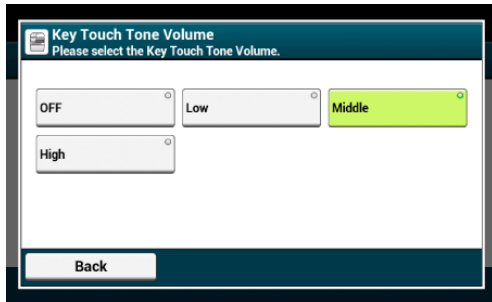 Key Touch Tone Volume
Please select the Key Touch Tone Volume.
OFF
Low
Middle
High
Back